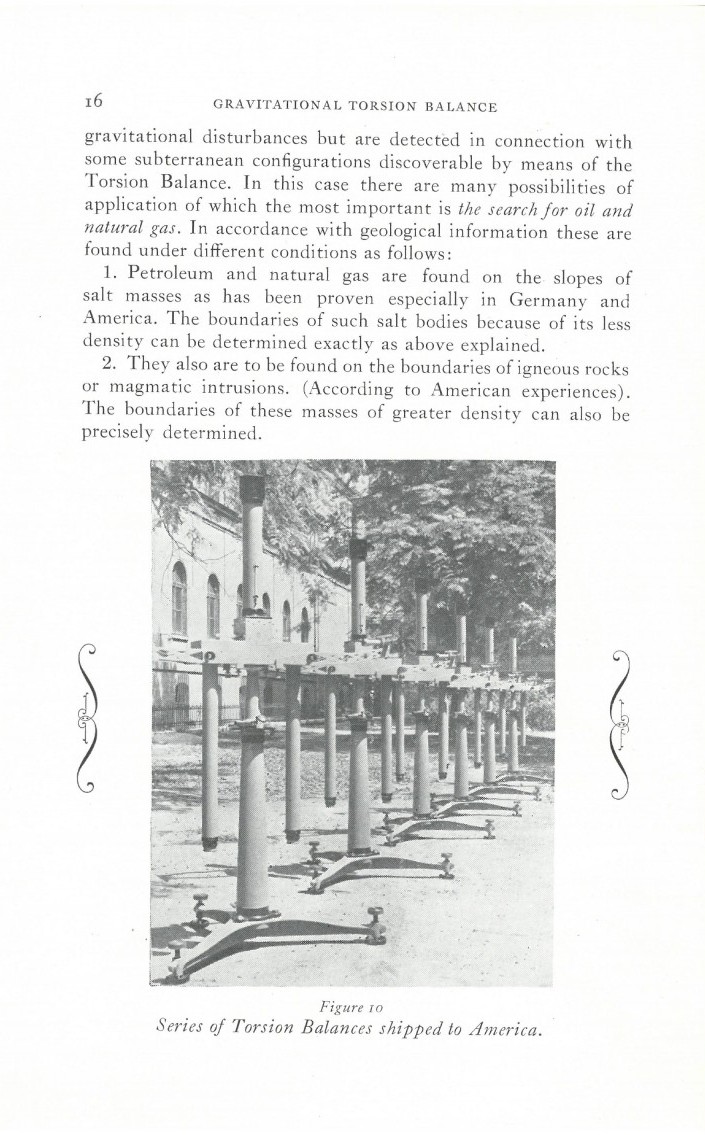 16 GRAVITATIONAL TORSION BALANCE
gravitational disturbances but are detected in connection with
some subterranean configurations discoverable by means of the
Torsion Balance. In this case there are many possibilities of
application of which the most important is the search for oil and
natural gas. In accordance with geological information these are
found under different conditions as follows:
1. Petroleum and natural gas are found on the slopes of
salt masses as has been proven especially in Germany and
America. The boundaries of such salt bodies because of its less
density can be determined exactly as above explained.
2. They also are to be found on the boundaries of igneous rocks
or magmatic intrusions. (According to American experiences).
The boundaries of these masses of greater density can also be
precisely determined.
Figure 10
Series of Torsion Balances shipped to America.